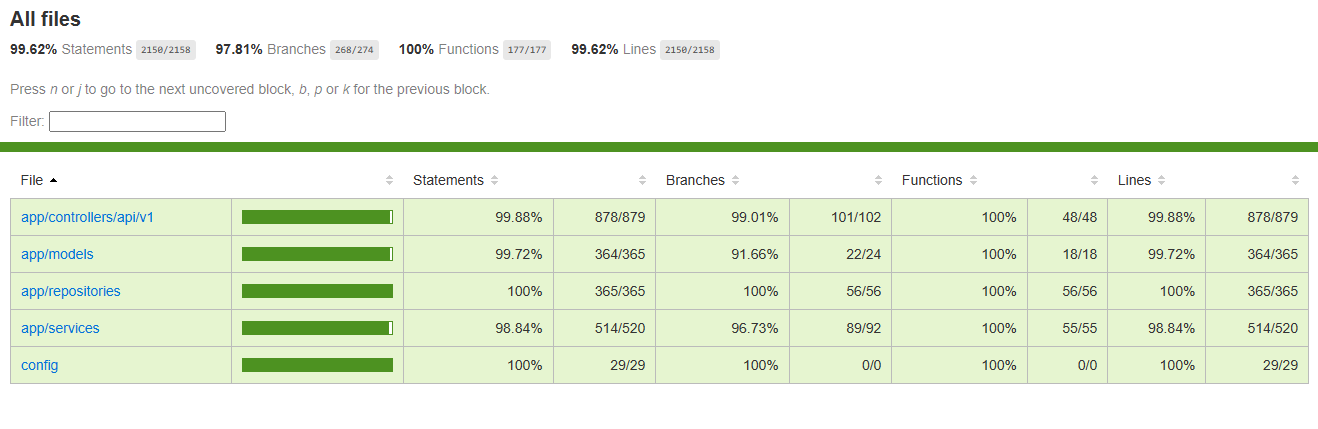 All files
99.62% Statements 2150/2158 97.81% Branches 268/274 100% Functions 177/177 99.62% Lines 2150/2158
Press n or j to go to the next uncovered block, b, p or k for the previous block.
Filter:
File Statements Branches Functions Lines
app/controllers/api/v1 99.88% 878/879 99.01% 101/102 100% 48/48 99.88% 878/879
app/models 99.72% 364/365 91.66% 22/24 100% 18/18 99.72% 364/365
app/repositories 100% 365/365 100% 56/56 100% 56/56 100% 365/365
app/services 98.84% 514/520 96.73% 89/92 100% 55/55 98.84% 514/520
config 100% 29/29 100% 0/0 100% 0/0 100% 29/29